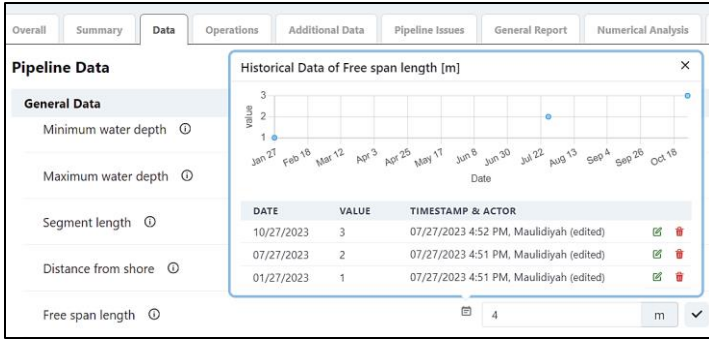 Overall Summary Data Operations Additional Data Pipeline Issues General Report Numerical Analysis
Pipeline Data
General Data
Minimum water depth
Maximum water depth
Segment length
Distance from shore
Free span length
Historical Data of Free span length [m]
3
2
1
value
Jan 27 Feb 18 Mar 12 Apr 3 Apr 25 May 17 Jun 8 Jun 30 Jul 22 Aug 13 Sep 4 Sep 26 Oct 18
Date
DATE VALUE TIMESTAMP & ACTOR
10/27/2023 3 07/27/2023 4:52 PM, Maulidiyah (edited)
07/27/2023 2 07/27/2023 4:51 PM, Maulidiyah (edited)
01/27/2023 1 07/27/2023 4:51 PM, Maulidiyah (edited)
4 m